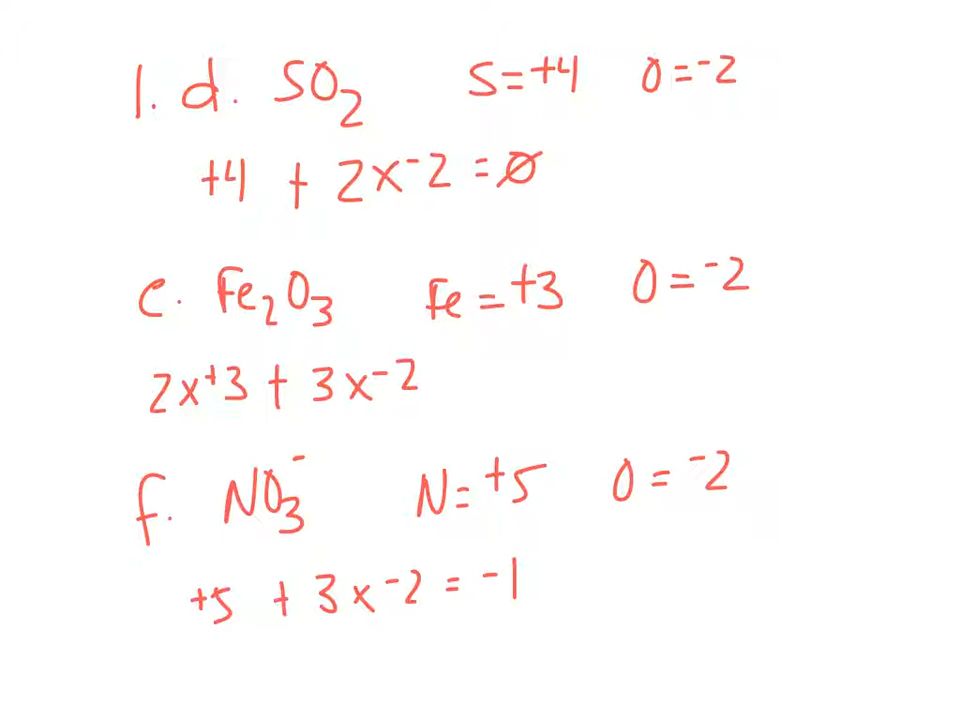 1. d. SO₂ S=+4 O=-2
+4 + 2x-2=0
e. Fe₂O₃ Fe=+3 O=-2
2x+3 + 3x-2
f. NO₃⁻ N=+5 O=-2
+5 + 3x-2=-1